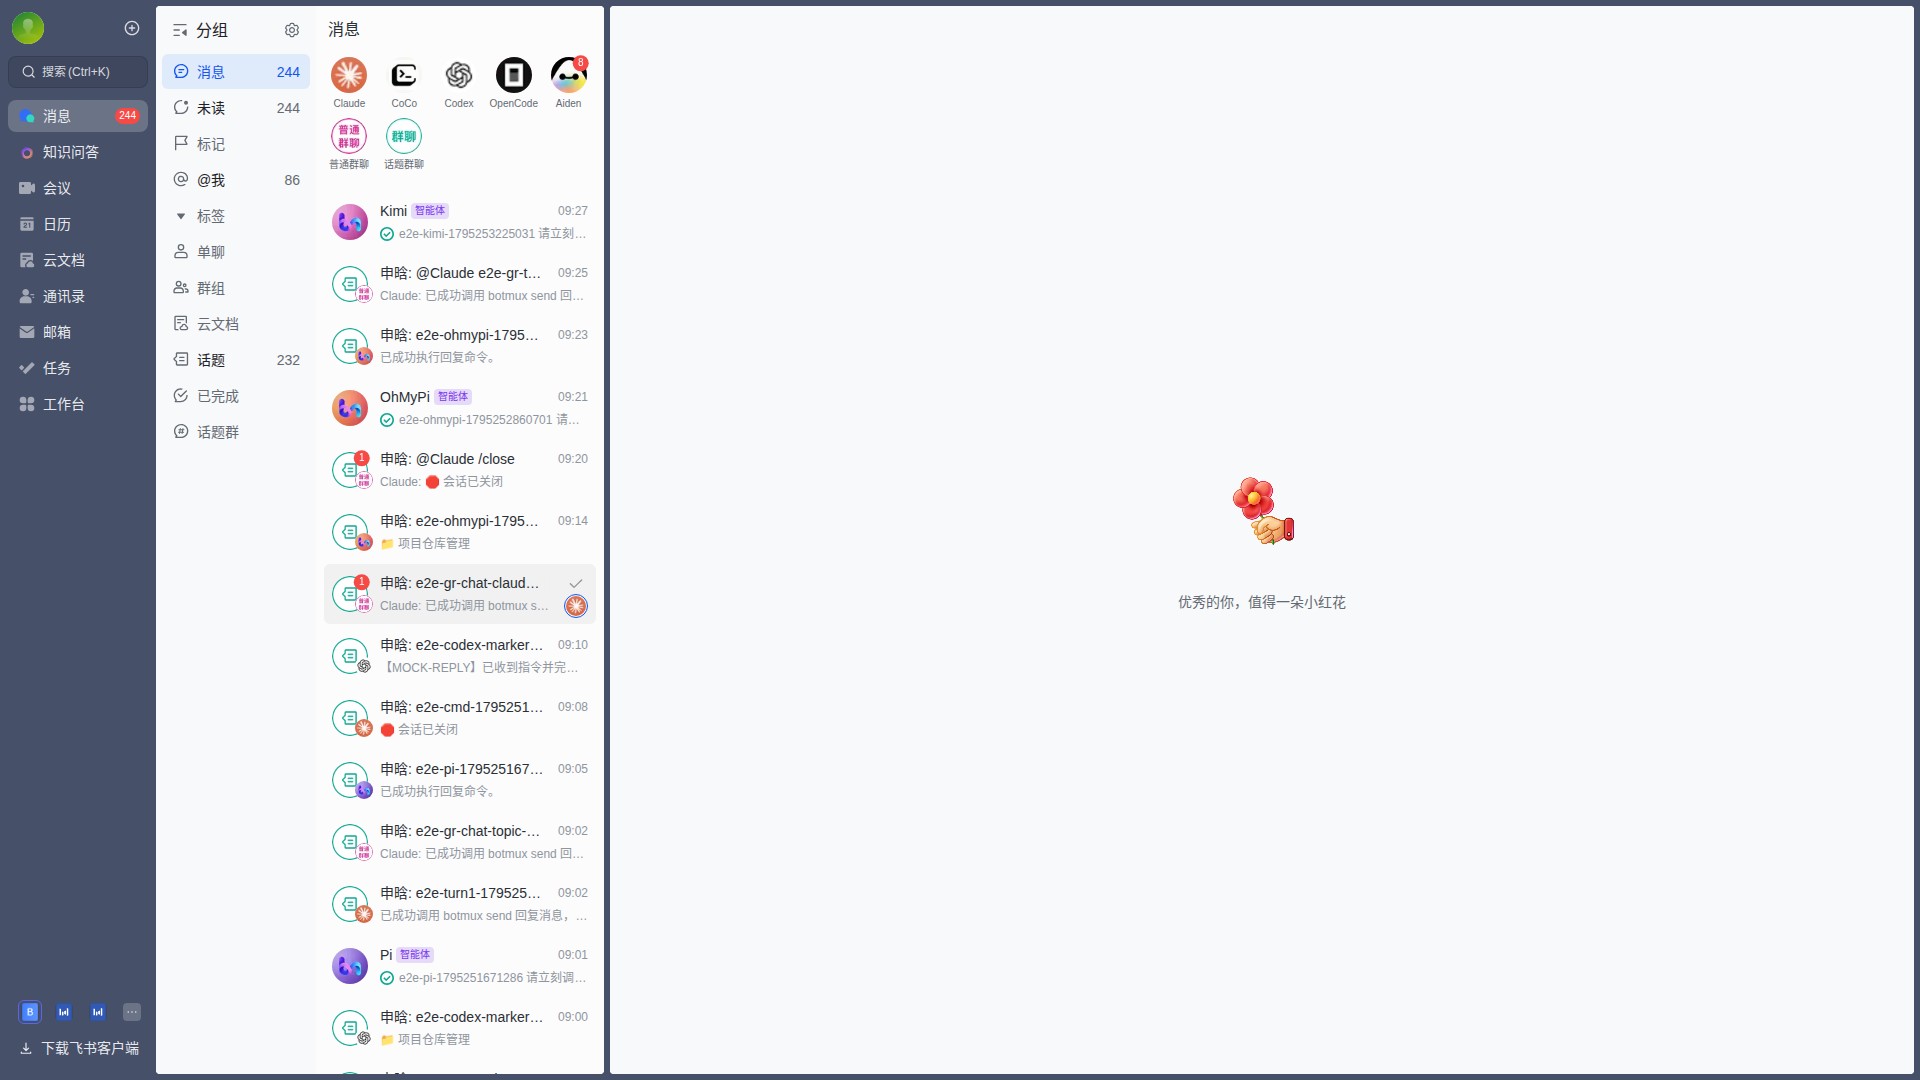 搜索 (Ctrl+K)
消息 244
知识问答
会议
日历
云文档
通讯录
邮箱
任务
工作台
B
下载飞书客户端
分组
消息 244
未读 244
标记
@我 86
标签
单聊
群组
云文档
话题 232
已完成
话题群
消息
8
Claude CoCo Codex OpenCode Aiden
普通 群聊
群聊
普通群聊 话题群聊
Kimi 智能体 09:27
e2e-kimi-1795253225031 请立刻…
申晗: @Claude e2e-gr-t… 09:25
Claude: 已成功调用 botmux send 回…
申晗: e2e-ohmypi-1795… 09:23
已成功执行回复命令。
OhMyPi 智能体 09:21
e2e-ohmypi-1795252860701 请…
1
申晗: @Claude /close 09:20
Claude: 会话已关闭
申晗: e2e-ohmypi-1795… 09:14
项目仓库管理
1
申晗: e2e-gr-chat-claud…
Claude: 已成功调用 botmux s…
申晗: e2e-codex-marker… 09:10
【MOCK-REPLY】已收到指令并完…
申晗: e2e-cmd-1795251… 09:08
会话已关闭
申晗: e2e-pi-179525167… 09:05
已成功执行回复命令。
申晗: e2e-gr-chat-topic-… 09:02
Claude: 已成功调用 botmux send 回…
申晗: e2e-turn1-179525… 09:02
已成功调用 botmux send 回复消息，…
Pi 智能体 09:01
e2e-pi-1795251671286 请立刻调…
申晗: e2e-codex-marker… 09:00
项目仓库管理
优秀的你，值得一朵小红花